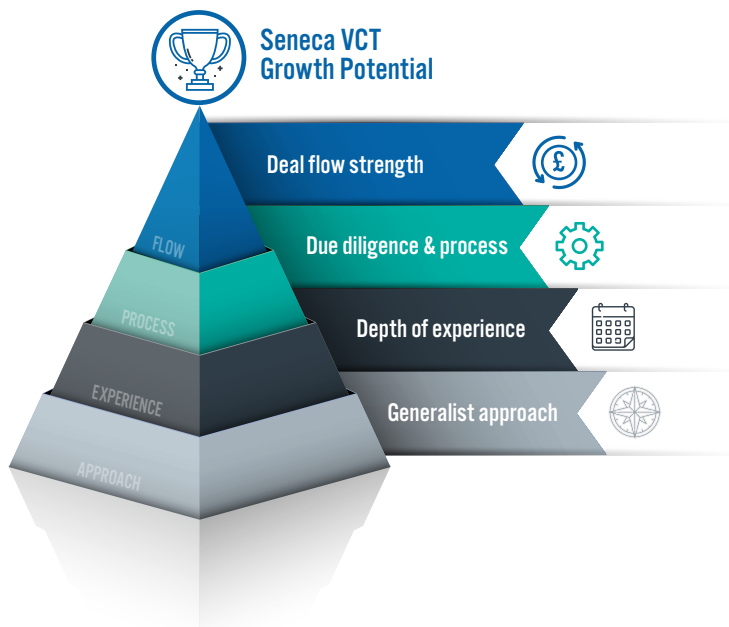 Seneca VCT
Growth Potential
Deal flow strength
£
FLOW
Due diligence & process
PROCESS
Depth of experience
EXPERIENCE
Generalist approach
APPROACH